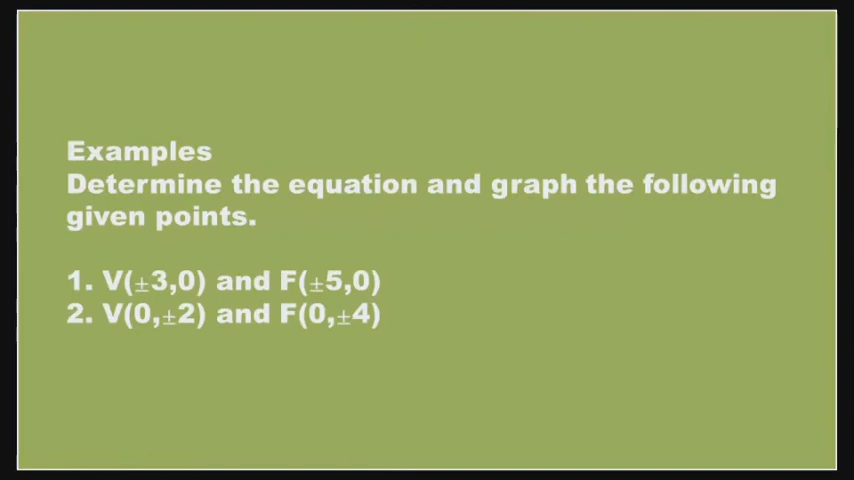 Examples
Determine the equation and graph the following
given points.
1. V(±3,0) and F(±5,0)
2. V(0,±2) and F(0,±4)